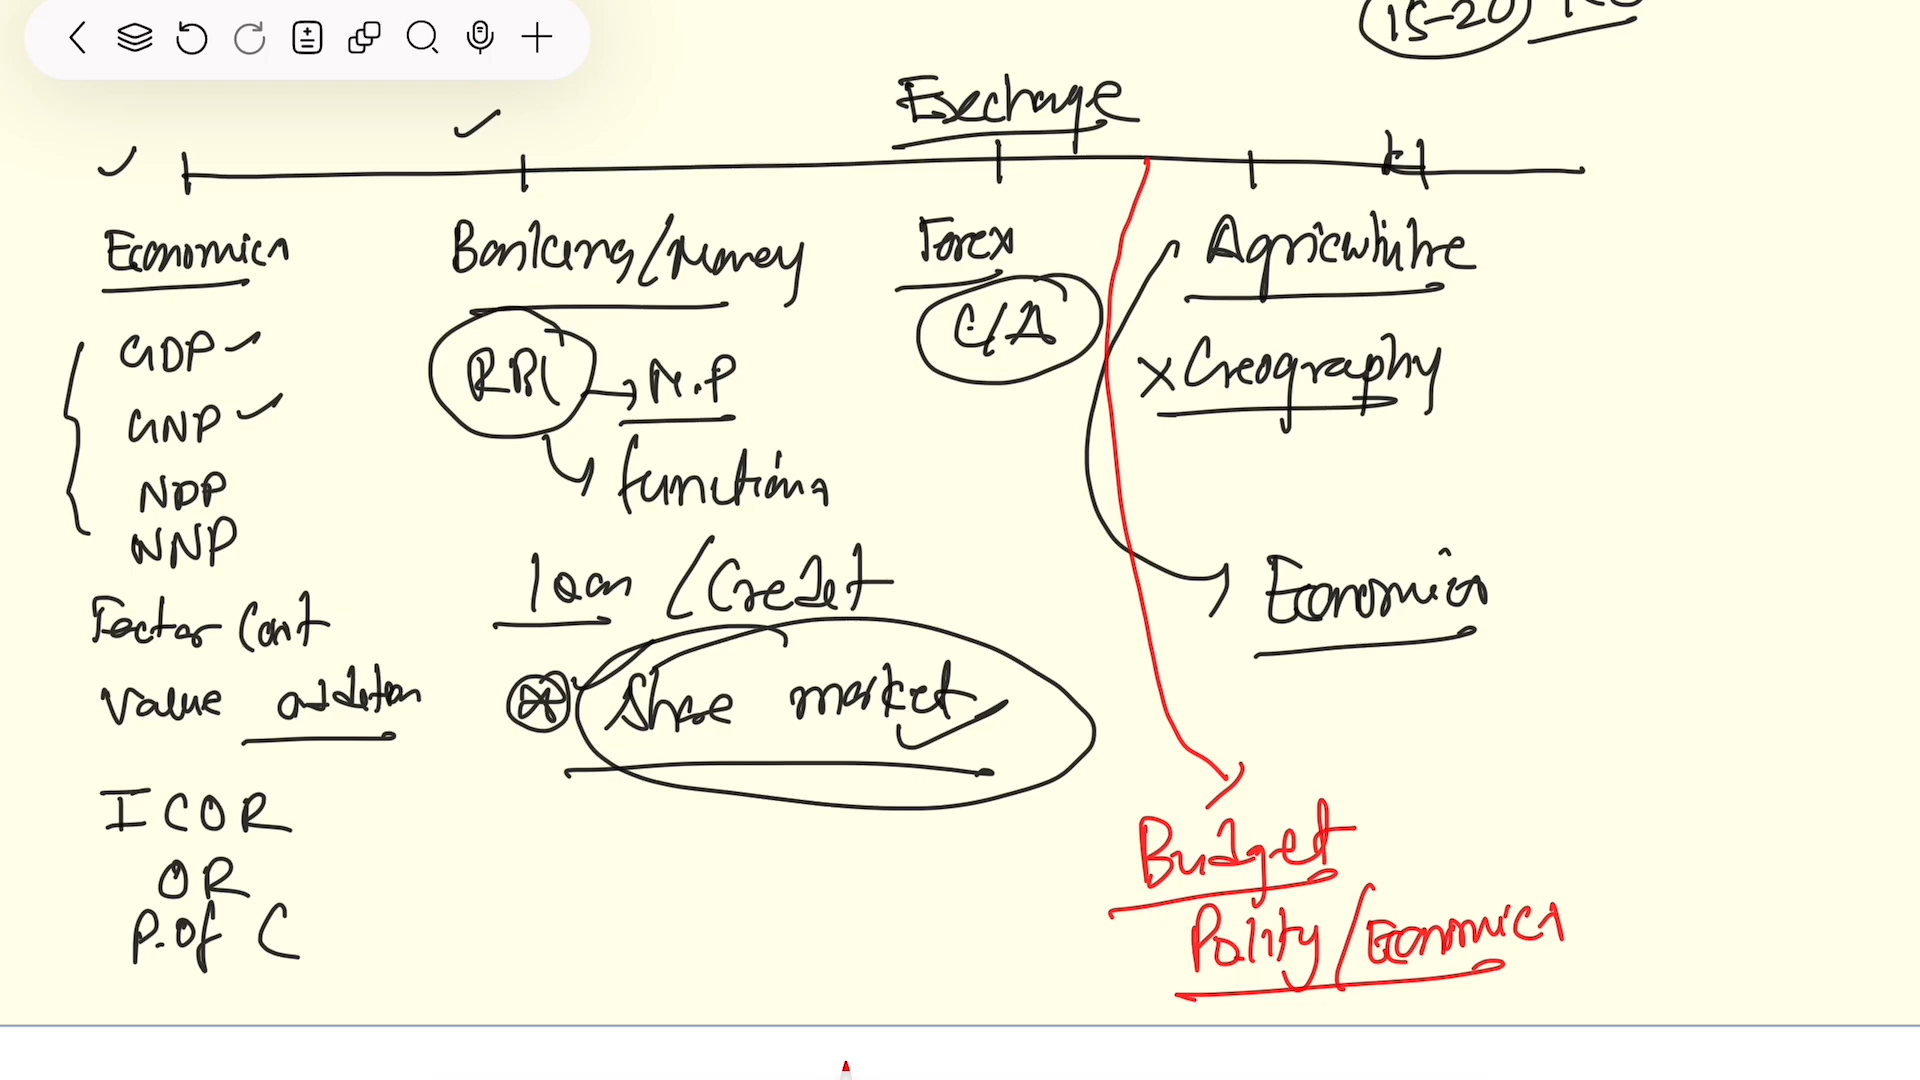 15-20
Exchange
Economics
GDP
GNP
NDP
NNP
Factor Cost
Value addition
ICOR
OR
P. of C
Banking/Money
RBI → M.P
functions
loan / Credit
Share market
Forex
C/A
Agriculture
x Geography
Economics
Budget
Polity/Economics